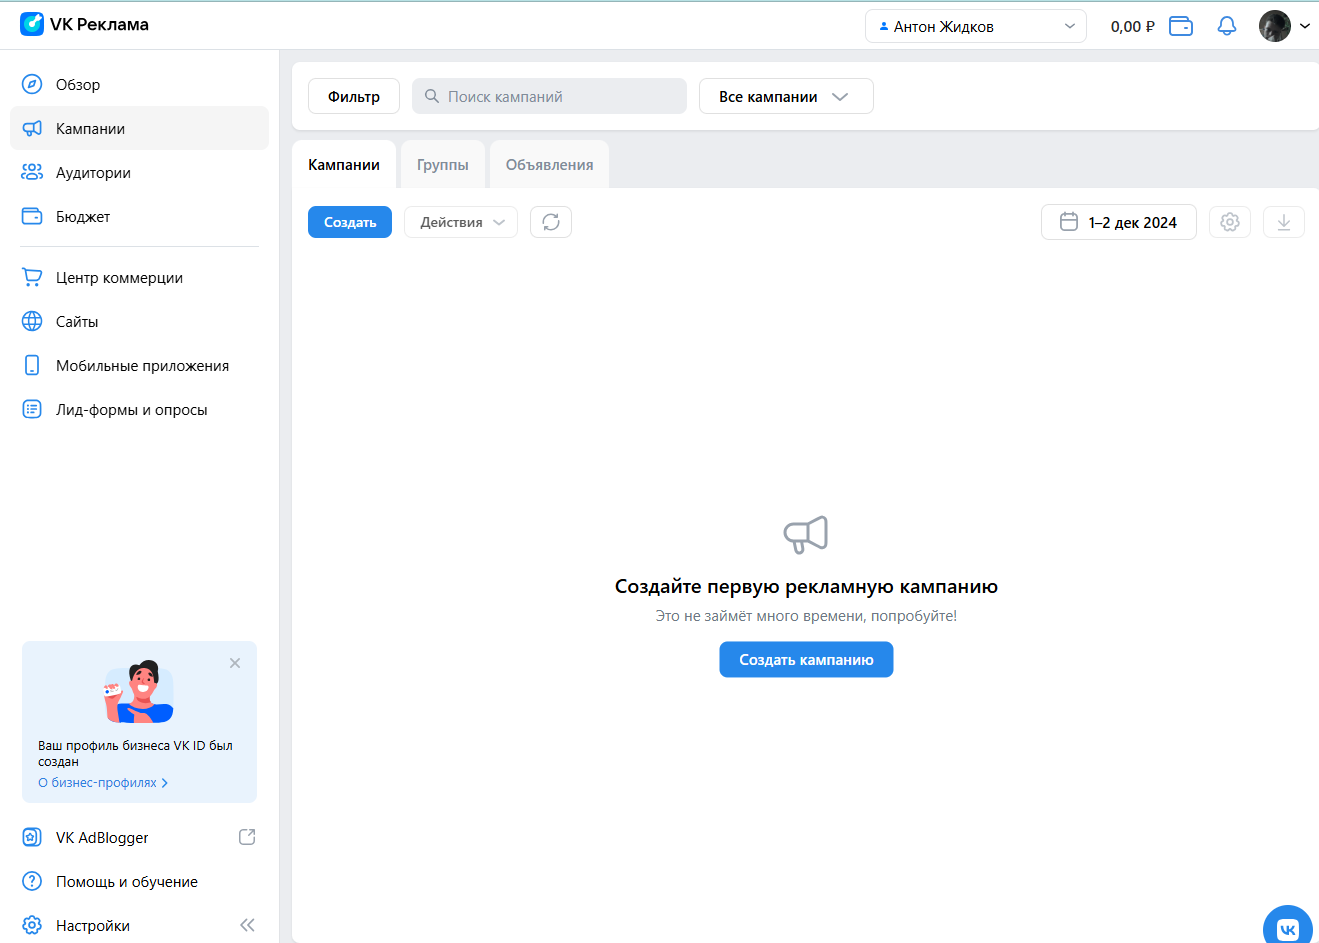 VK Реклама
Антон Жидков
0,00 ₽
Обзор
Кампании
Аудитории
Бюджет
Центр коммерции
Сайты
Мобильные приложения
Лид-формы и опросы
Фильтр
Поиск кампаний
Все кампании
Кампании
Группы
Объявления
Создать
Действия
1–2 дек 2024
Создайте первую рекламную кампанию
Это не займёт много времени, попробуйте!
Создать кампанию
Ваш профиль бизнеса VK ID был
создан
О бизнес-профилях
VK AdBlogger
Помощь и обучение
Настройки